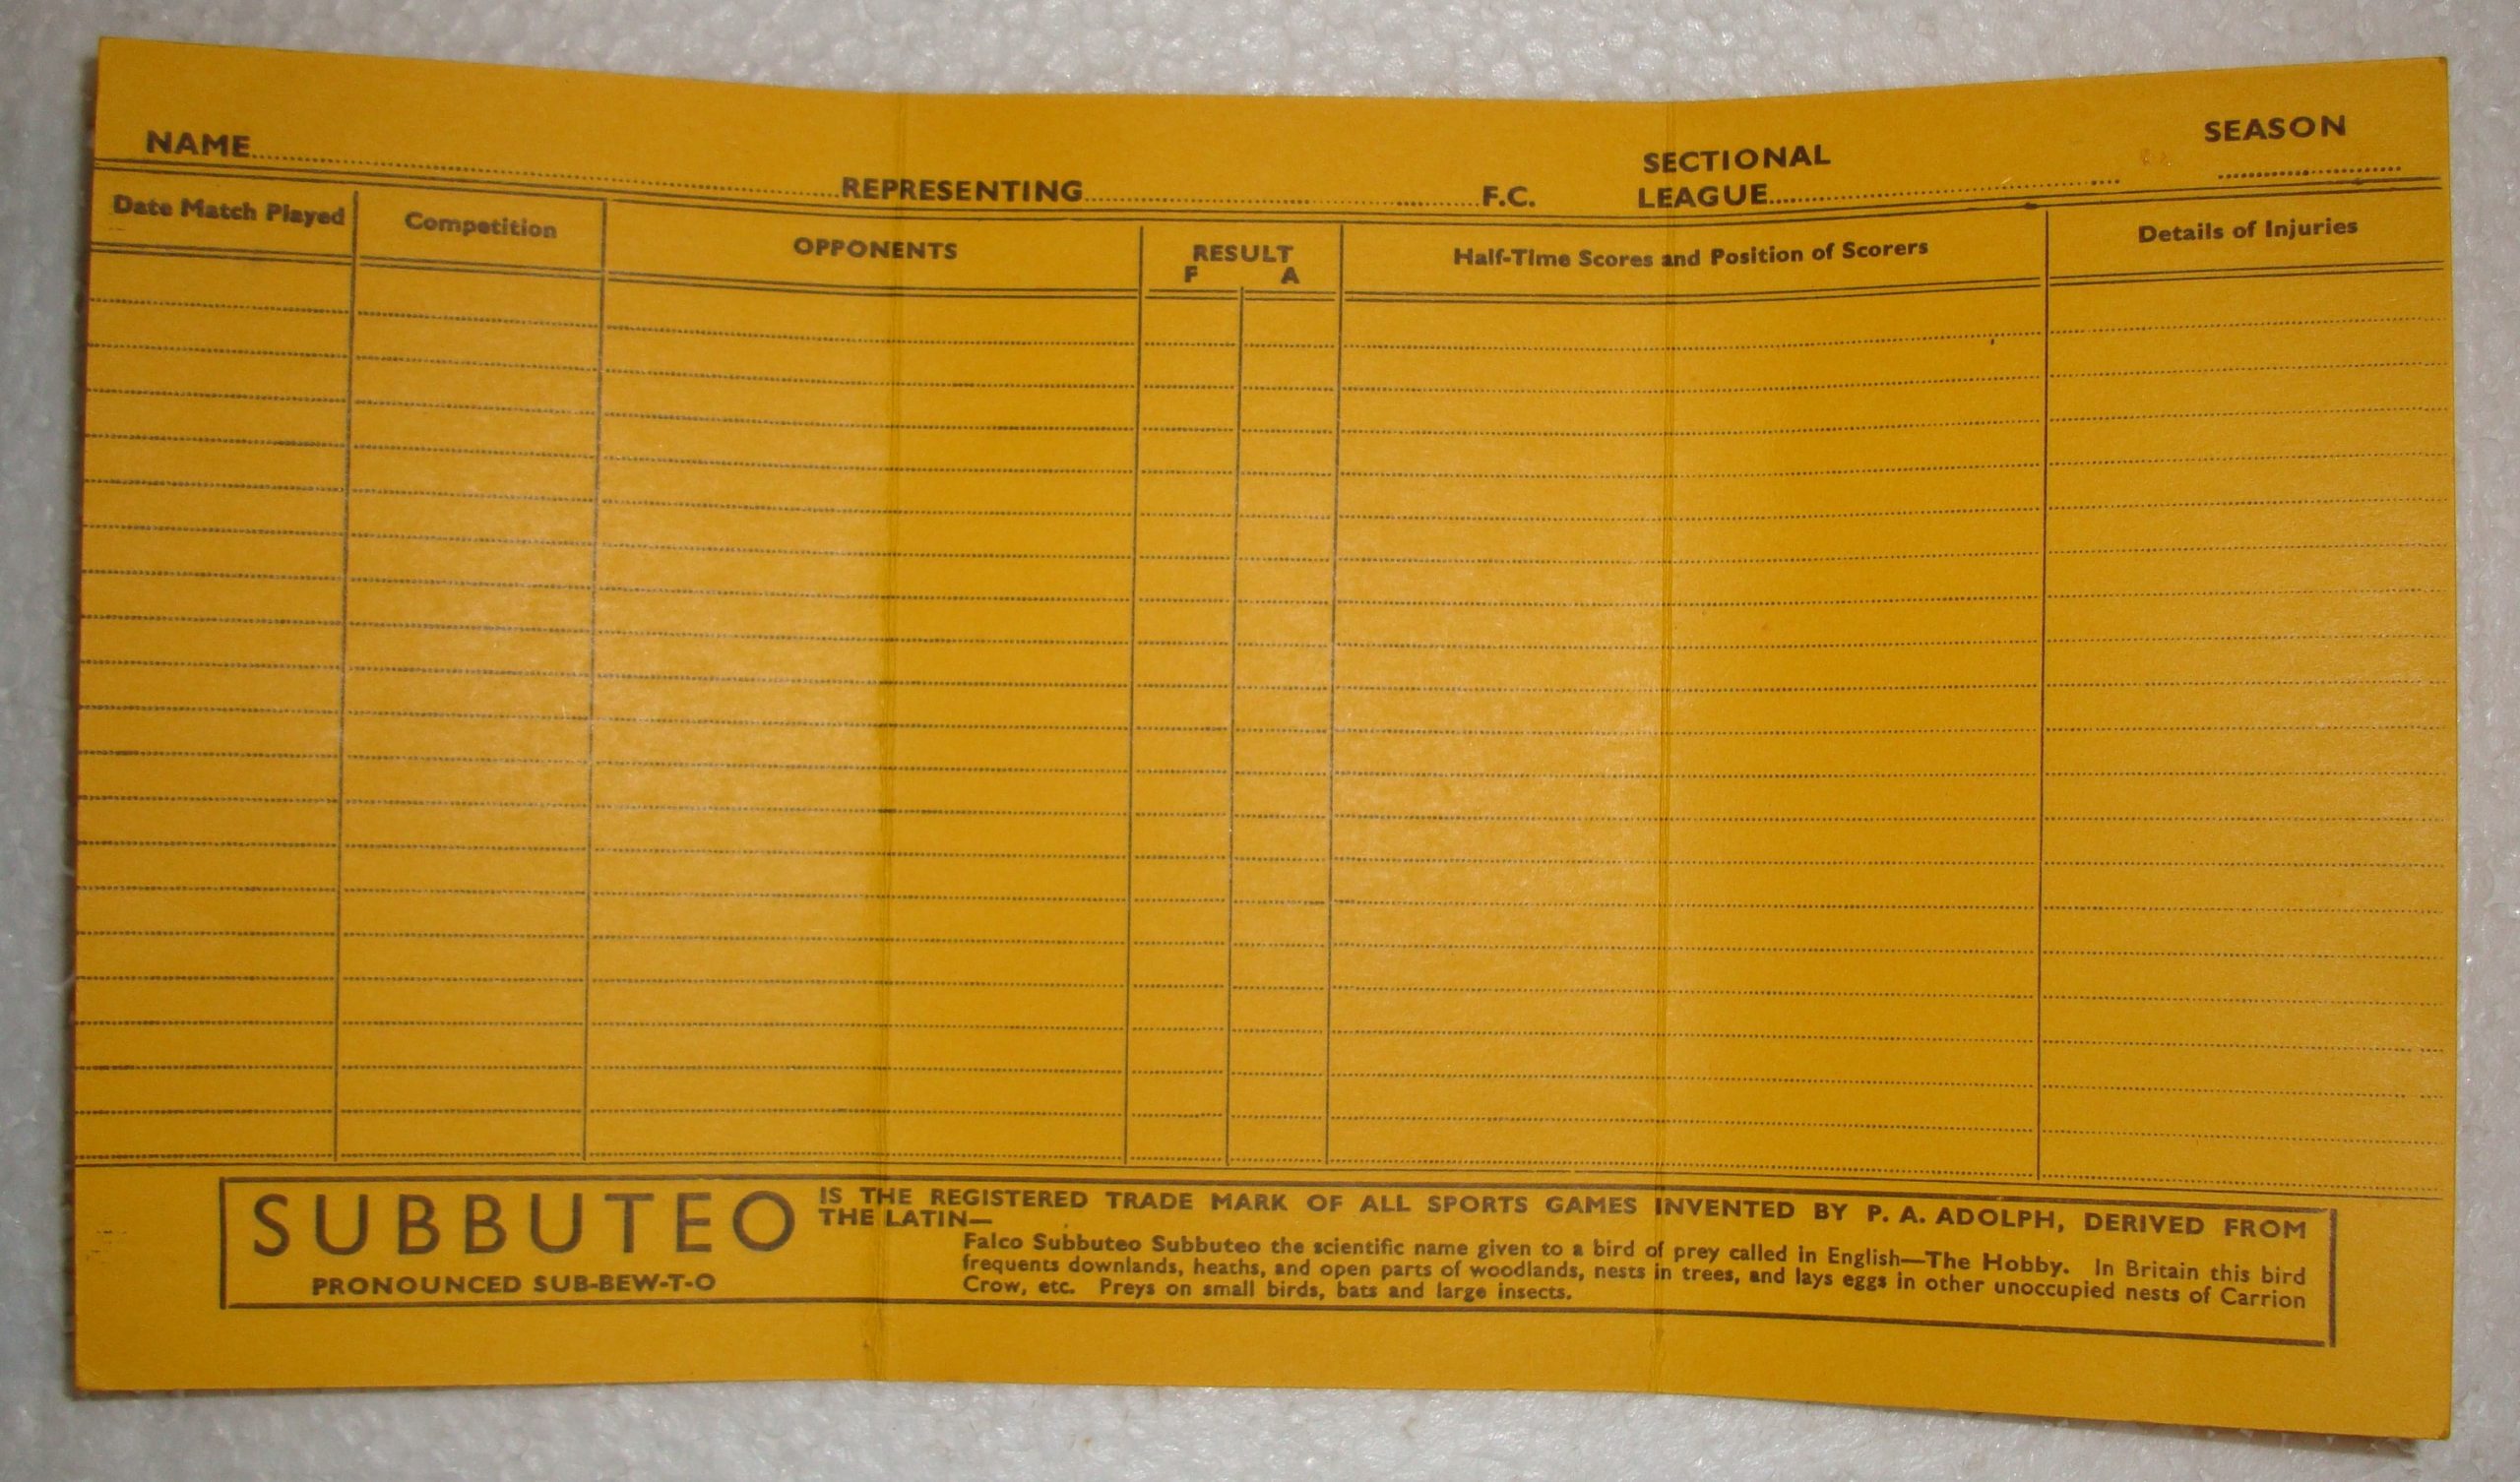 NAME REPRESENTING F.C. SECTIONAL LEAGUE SEASON
Date Match Played Competition OPPONENTS RESULT Half-Time Scores and Position of Scorers Details of Injuries
F A
SUBBUTEO
PRONOUNCED SUB-BEW-T-O
IS THE REGISTERED TRADE MARK OF ALL SPORTS GAMES INVENTED BY P. A. ADOLPH, DERIVED FROM
THE LATIN—
Falco Subbuteo Subbuteo the scientific name given to a bird of prey called in English—The Hobby. In Britain this bird
frequents downlands, heaths, and open parts of woodlands, nests in trees, and lays eggs in other unoccupied nests of Carrion
Crow, etc. Preys on small birds, bats and large insects.